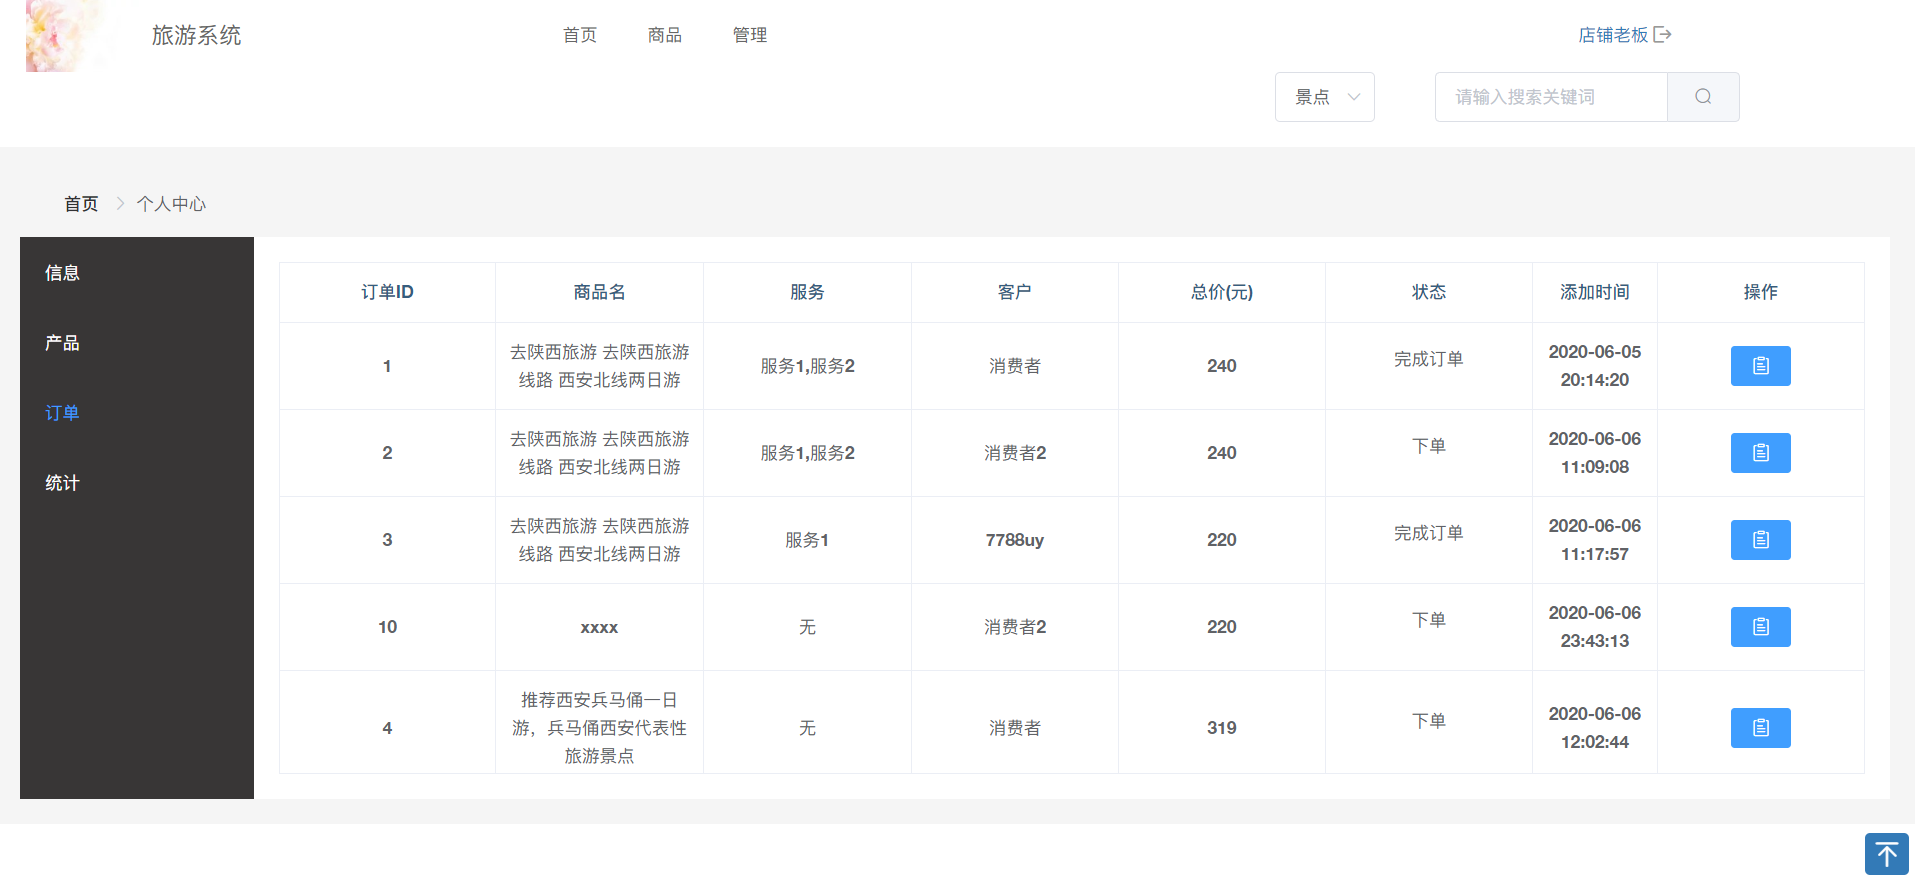 旅游系统
首页 商品 管理
店铺老板
景点
请输入搜索关键词
首页 个人中心
信息
产品
订单
统计
订单ID 商品名 服务 客户 总价(元) 状态 添加时间 操作
1 去陕西旅游 去陕西旅游线路 西安北线两日游 服务1,服务2 消费者 240 完成订单 2020-06-05 20:14:20
2 去陕西旅游 去陕西旅游线路 西安北线两日游 服务1,服务2 消费者2 240 下单 2020-06-06 11:09:08
3 去陕西旅游 去陕西旅游线路 西安北线两日游 服务1 7788uy 220 完成订单 2020-06-06 11:17:57
10 xxxx 无 消费者2 220 下单 2020-06-06 23:43:13
4 推荐西安兵马俑一日游，兵马俑西安代表性旅游景点 无 消费者 319 下单 2020-06-06 12:02:44